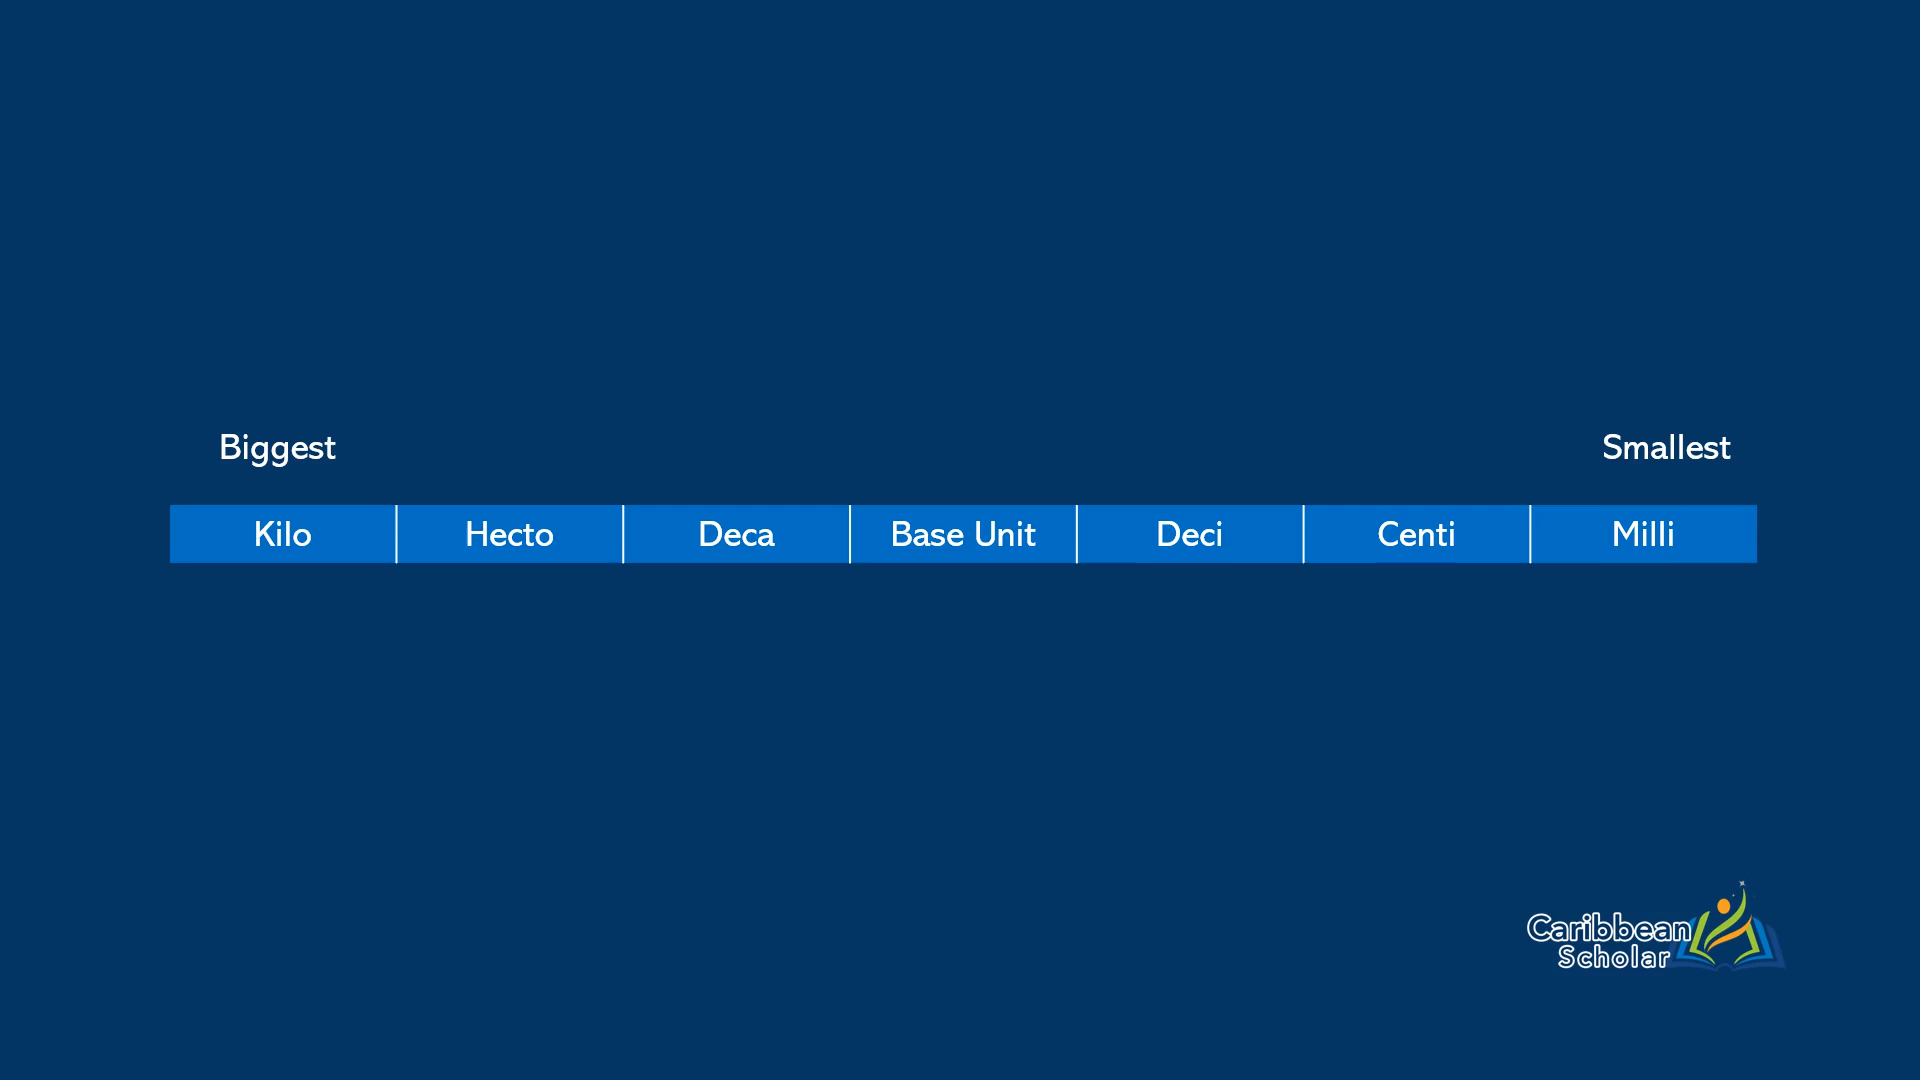 Biggest Smallest
Kilo Hecto Deca Base Unit Deci Centi Milli
Caribbean
Scholar